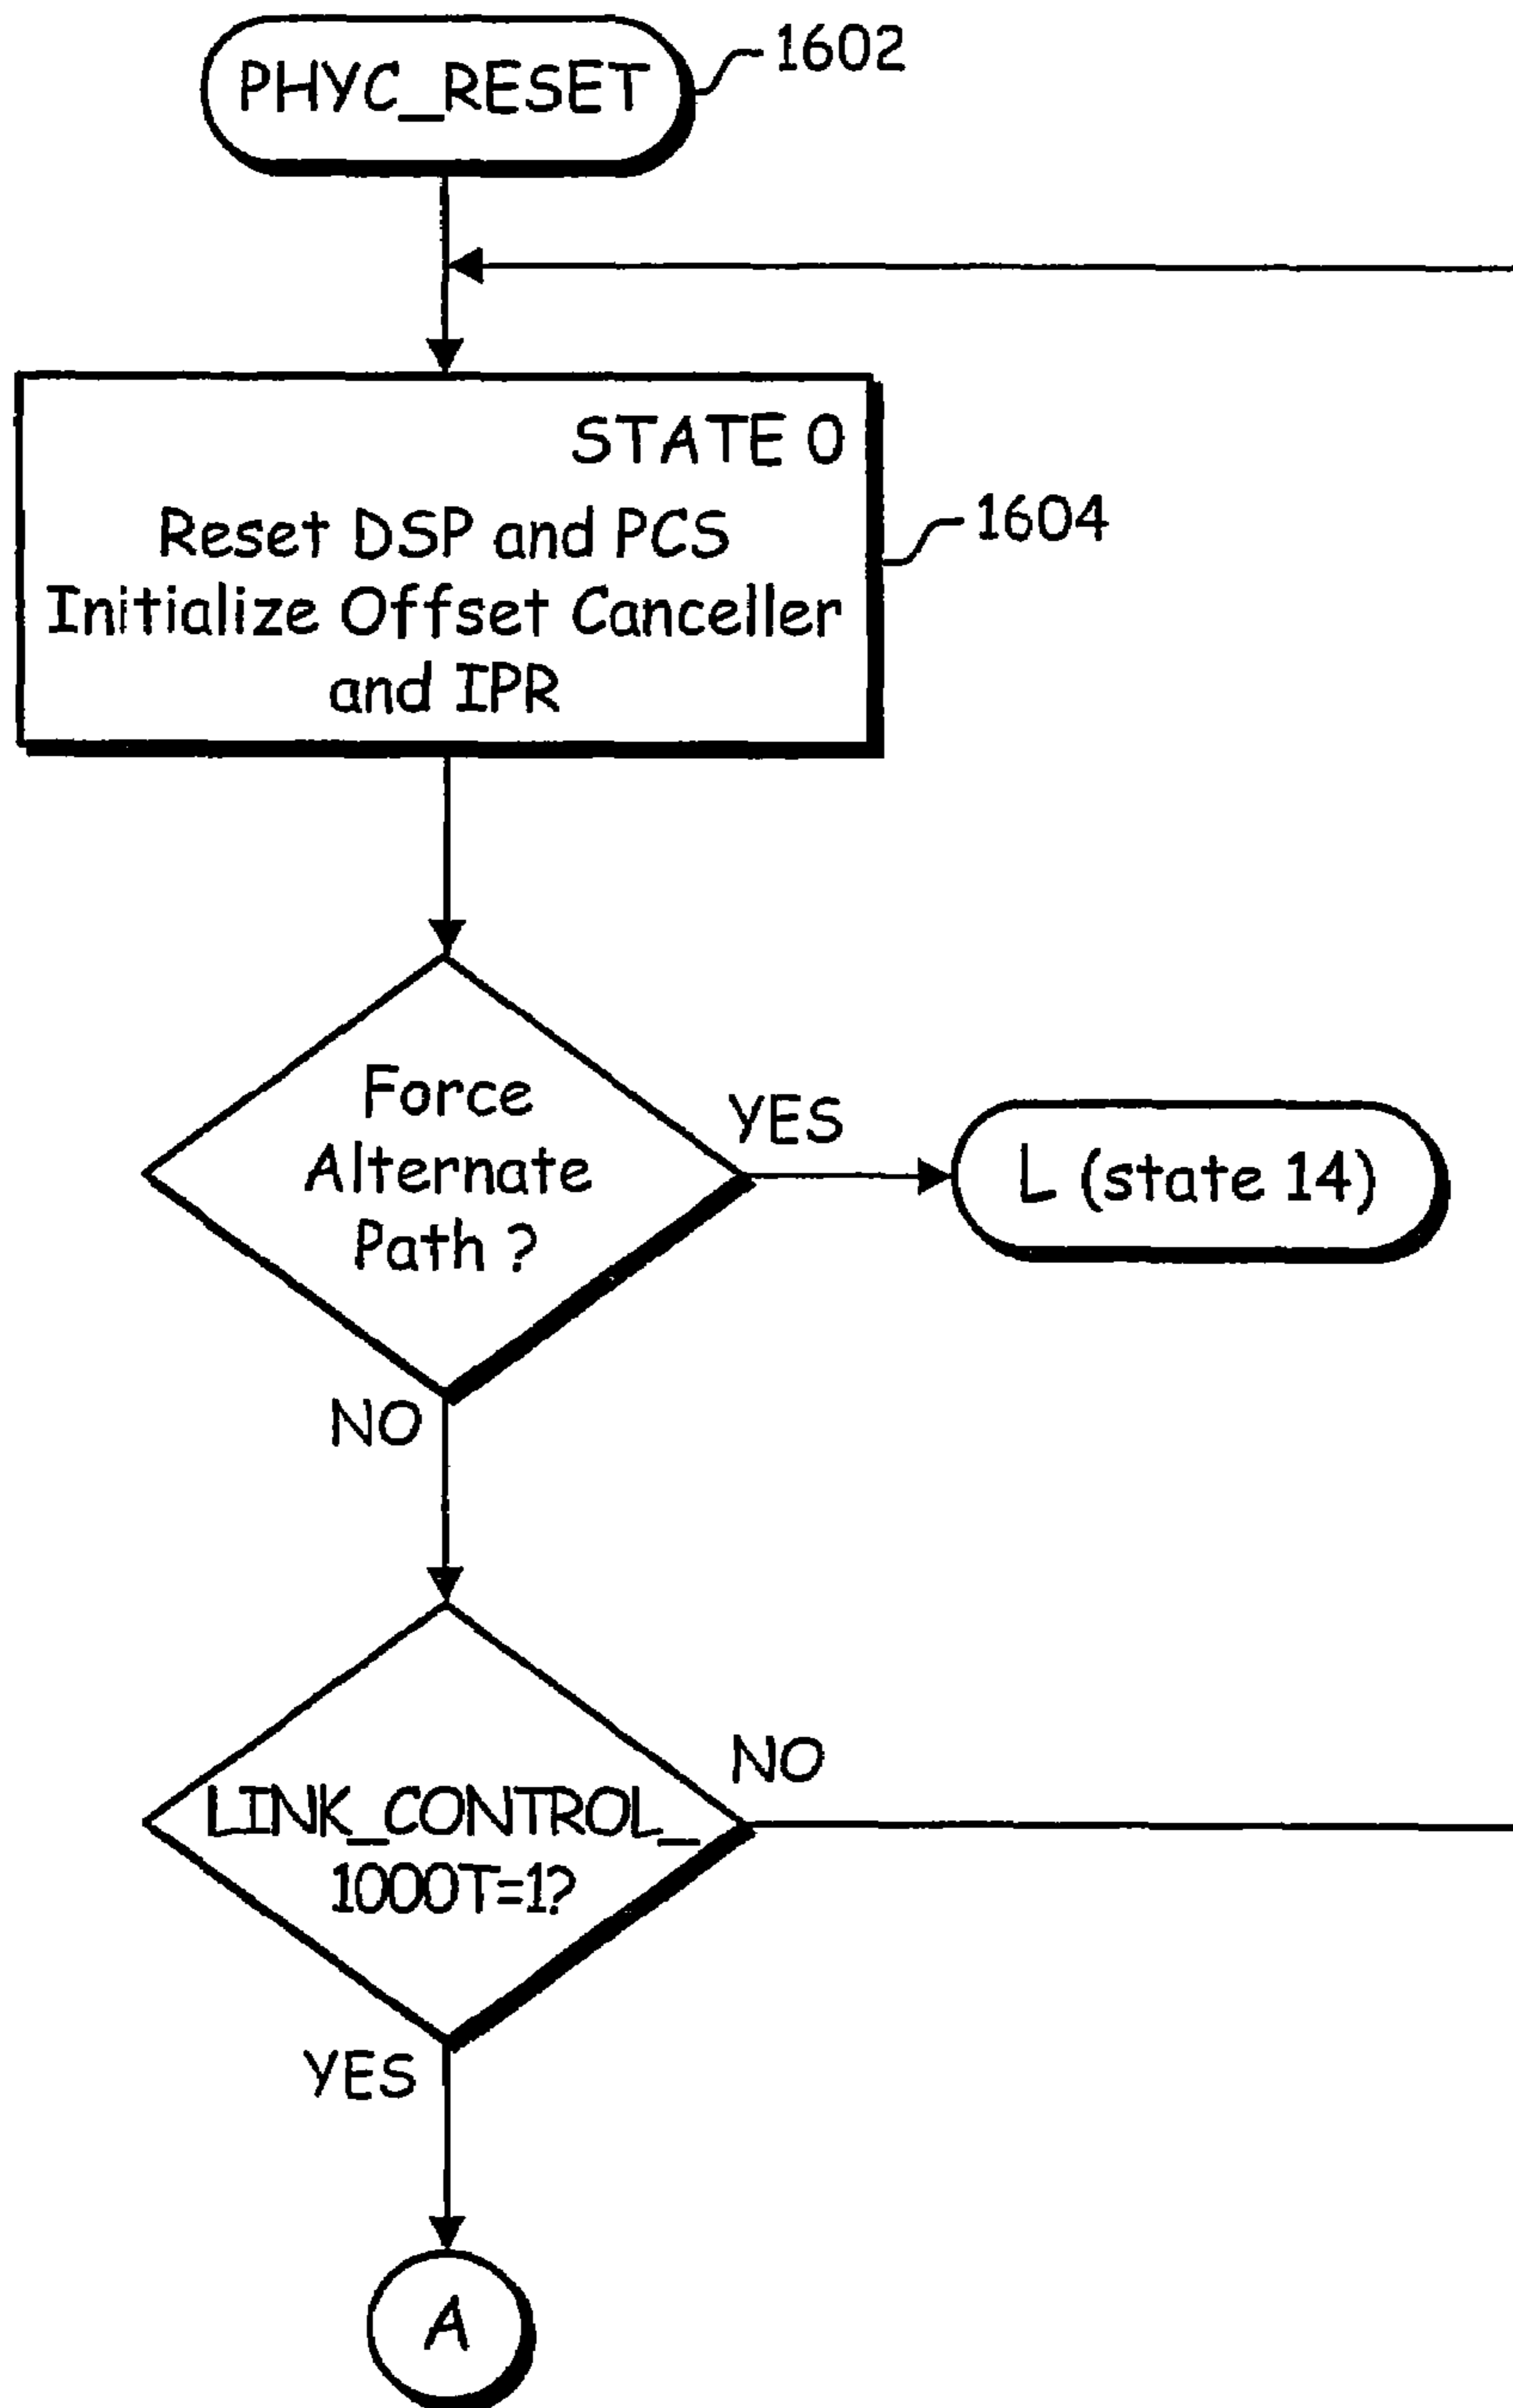 PHYC_RESET
1602
STATE 0
Reset DSP and PCS
Initialize Offset Canceller
and IPR
1604
Force
Alternate
Path ?
YES
L (state 14)
NO
LINK_CONTROL_
1000T=1?
NO
YES
A